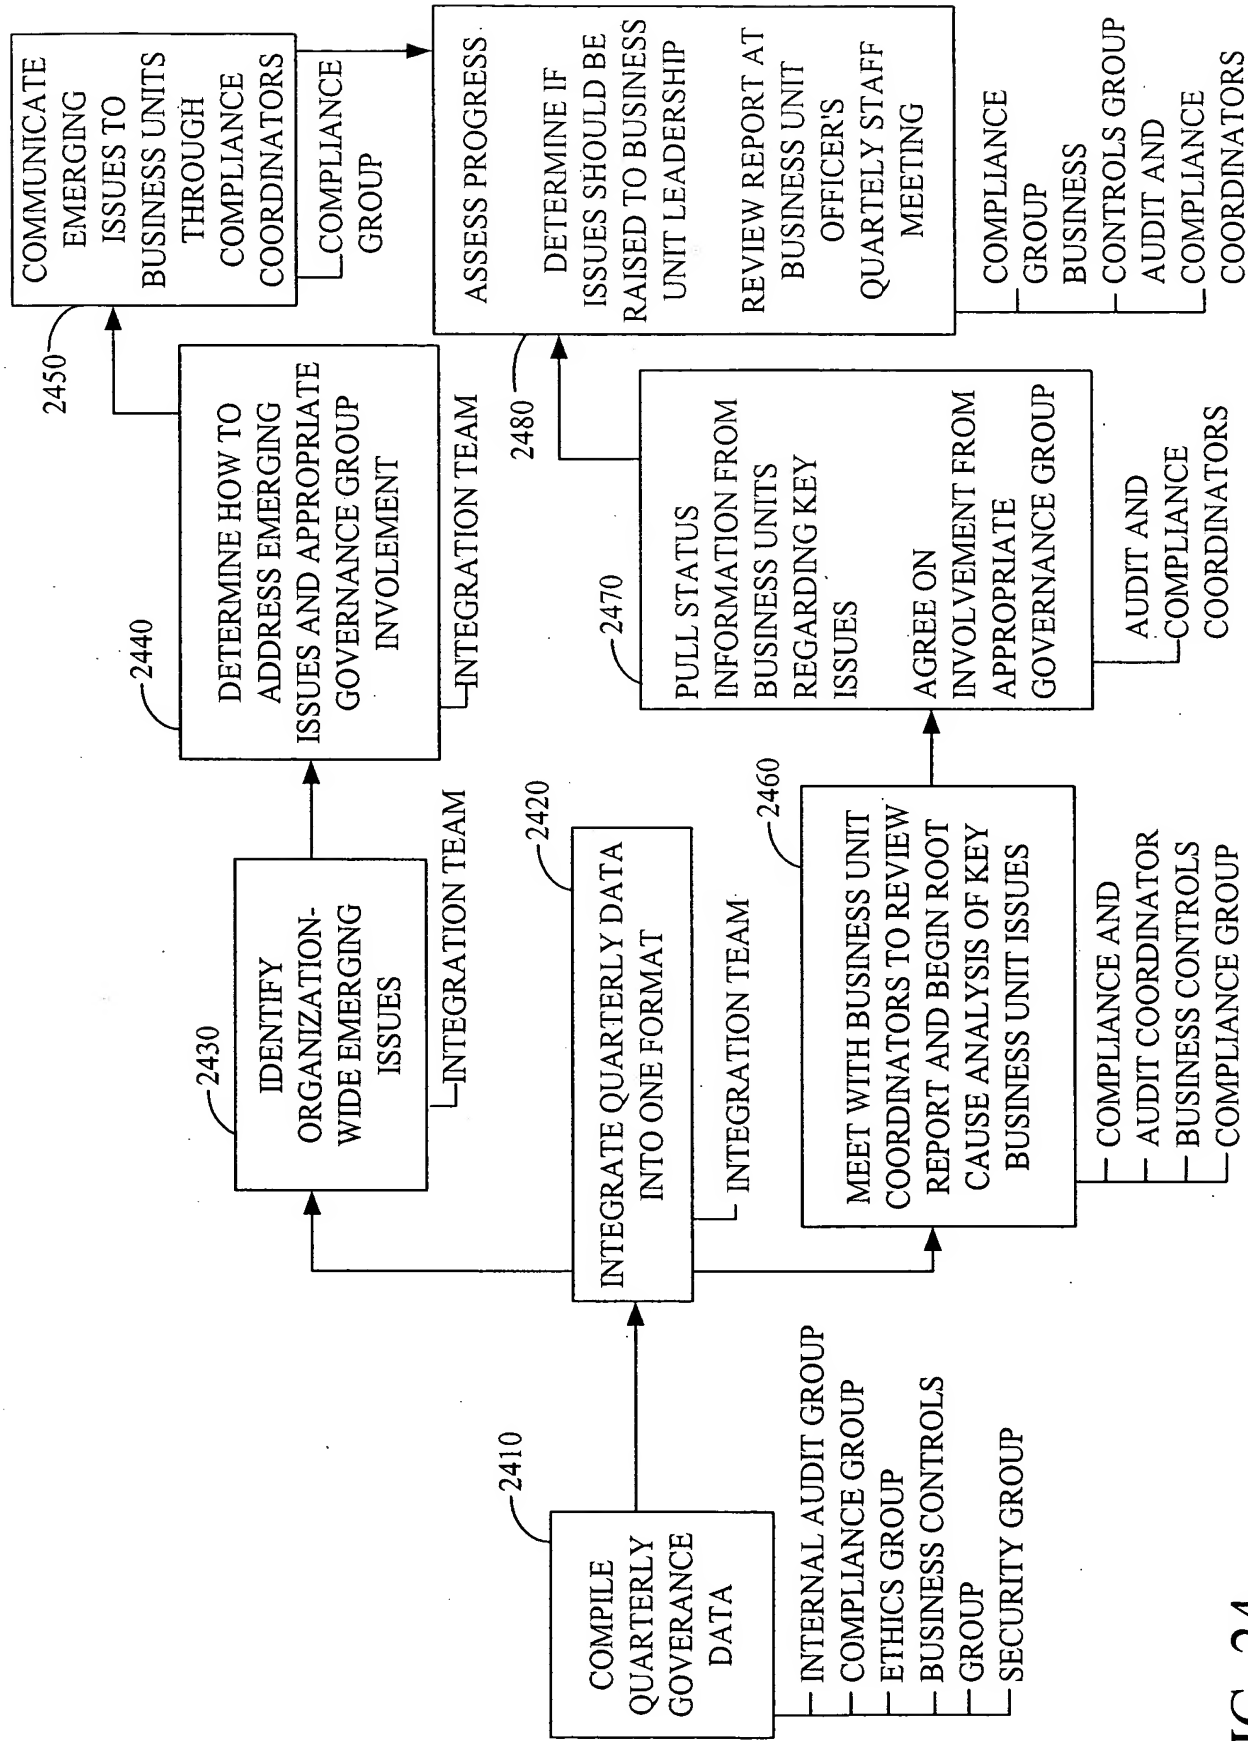 2410
COMPILE
QUARTERLY
GOVERANCE
DATA
INTERNAL AUDIT GROUP
COMPLIANCE GROUP
ETHICS GROUP
BUSINESS CONTROLS
GROUP
SECURITY GROUP
2420
INTEGRATE QUARTERLY DATA
INTO ONE FORMAT
INTEGRATION TEAM
2430
IDENTIFY
ORGANIZATION-
WIDE EMERGING
ISSUES
INTEGRATION TEAM
2440
DETERMINE HOW TO
ADDRESS EMERGING
ISSUES AND APPROPRIATE
GOVERNANCE GROUP
INVOLEMENT
INTEGRATION TEAM
2450
COMMUNICATE
EMERGING
ISSUES TO
BUSINESS UNITS
THROUGH
COMPLIANCE
COORDINATORS
COMPLIANCE
GROUP
2460
MEET WITH BUSINESS UNIT
COORDINATORS TO REVIEW
REPORT AND BEGIN ROOT
CAUSE ANALYSIS OF KEY
BUSINESS UNIT ISSUES
COMPLIANCE AND
AUDIT COORDINATOR
BUSINESS CONTROLS
COMPLIANCE GROUP
2470
PULL STATUS
INFORMATION FROM
BUSINESS UNITS
REGARDING KEY
ISSUES
AGREE ON
INVOLVEMENT FROM
APPROPRIATE
GOVERNANCE GROUP
AUDIT AND
COMPLIANCE
COORDINATORS
2480
ASSESS PROGRESS
DETERMINE IF
ISSUES SHOULD BE
RAISED TO BUSINESS
UNIT LEADERSHIP
REVIEW REPORT AT
BUSINESS UNIT
OFFICER'S
QUARTELY STAFF
MEETING
COMPLIANCE
GROUP
BUSINESS
CONTROLS GROUP
AUDIT AND
COMPLIANCE
COORDINATORS